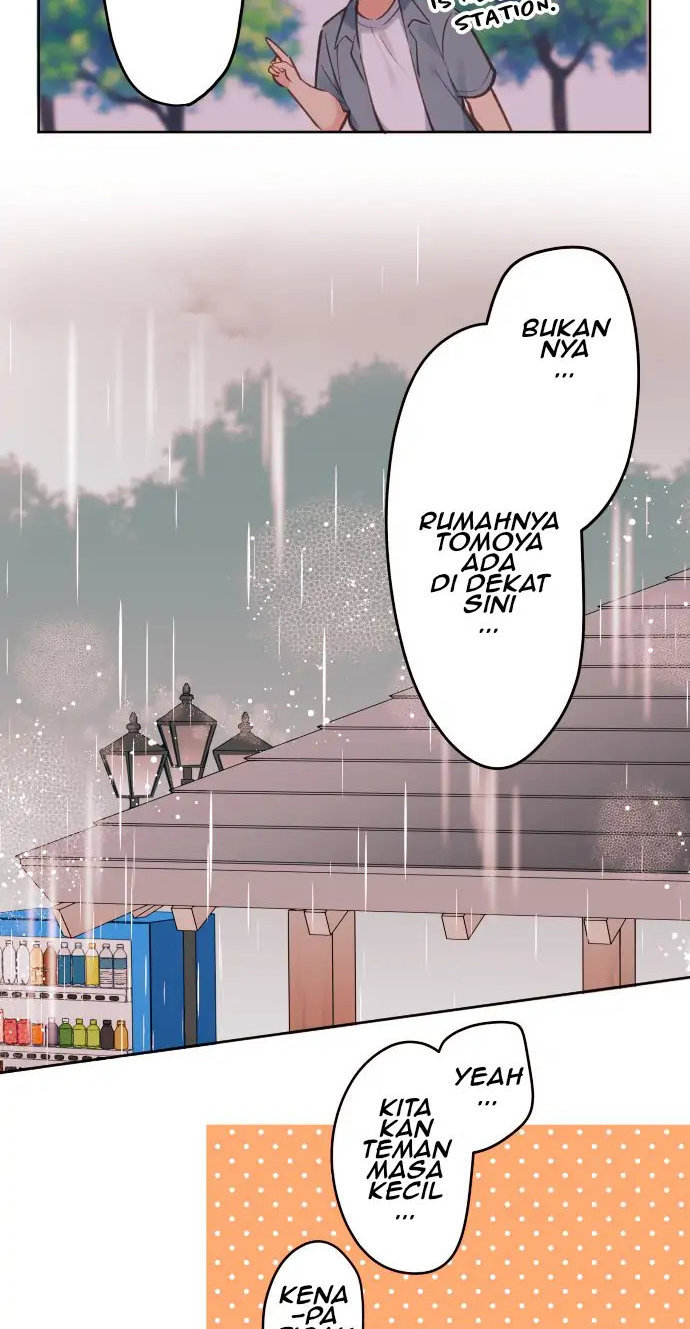 STATION.
BUKAN
NYA
...
RUMAHNYA
TOMOYA
ADA
DI DEKAT
SINI
...
YEAH
...
KITA
KAN
TEMAN
MASA
KECIL
...
KENA
-PA